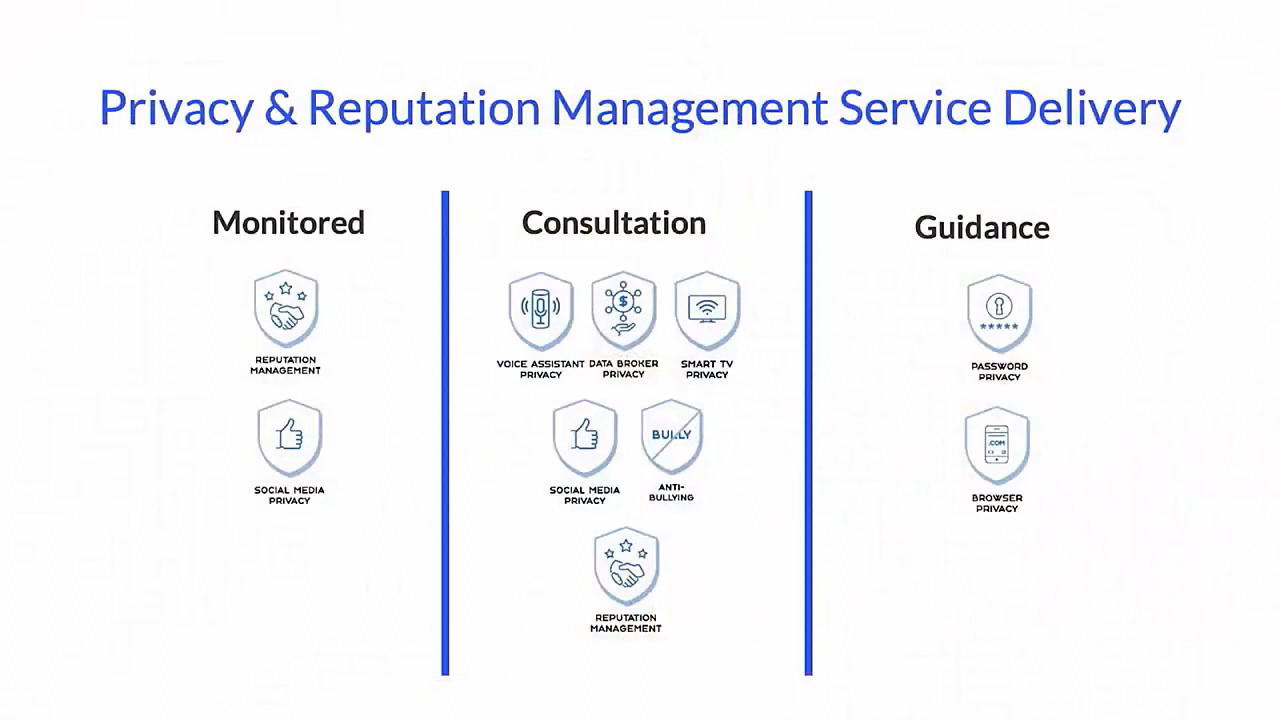 Privacy & Reputation Management Service Delivery
Monitored
REPUTATION
MANAGEMENT
SOCIAL MEDIA
PRIVACY
Consultation
VOICE ASSISTANT
PRIVACY
$
DATA BROKER
PRIVACY
SMART TV
PRIVACY
SOCIAL MEDIA
PRIVACY
BULLY
ANTI-
BULLYING
REPUTATION
MANAGEMENT
Guidance
*****
PASSWORD
PRIVACY
.COM
BROWSER
PRIVACY